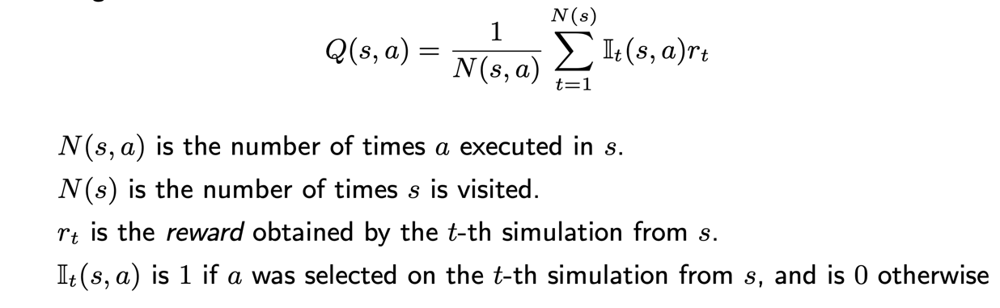 Q(s, a) = \frac{1}{N(s, a)} \sum_{t=1}^{N(s)} \mathbb{I}_t(s, a) r_t
N(s, a) is the number of times a executed in s.
N(s) is the number of times s is visited.
r_t is the reward obtained by the t-th simulation from s.
\mathbb{I}_t(s, a) is 1 if a was selected on the t-th simulation from s, and is 0 otherwise